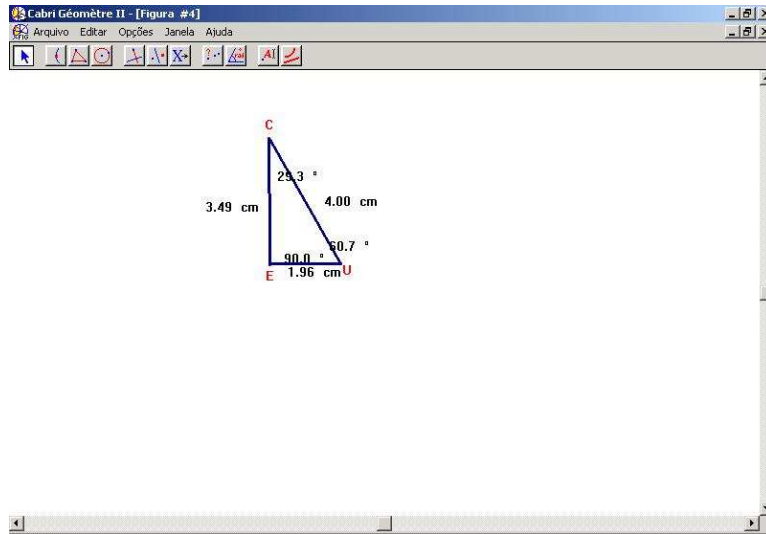 Cabri Géomètre II - [Figura #4]
Arquivo Editar Opções Janela Ajuda
C
29.3 °
3.49 cm
4.00 cm
60.7 °
90.0 °
E
1.96 cm
U